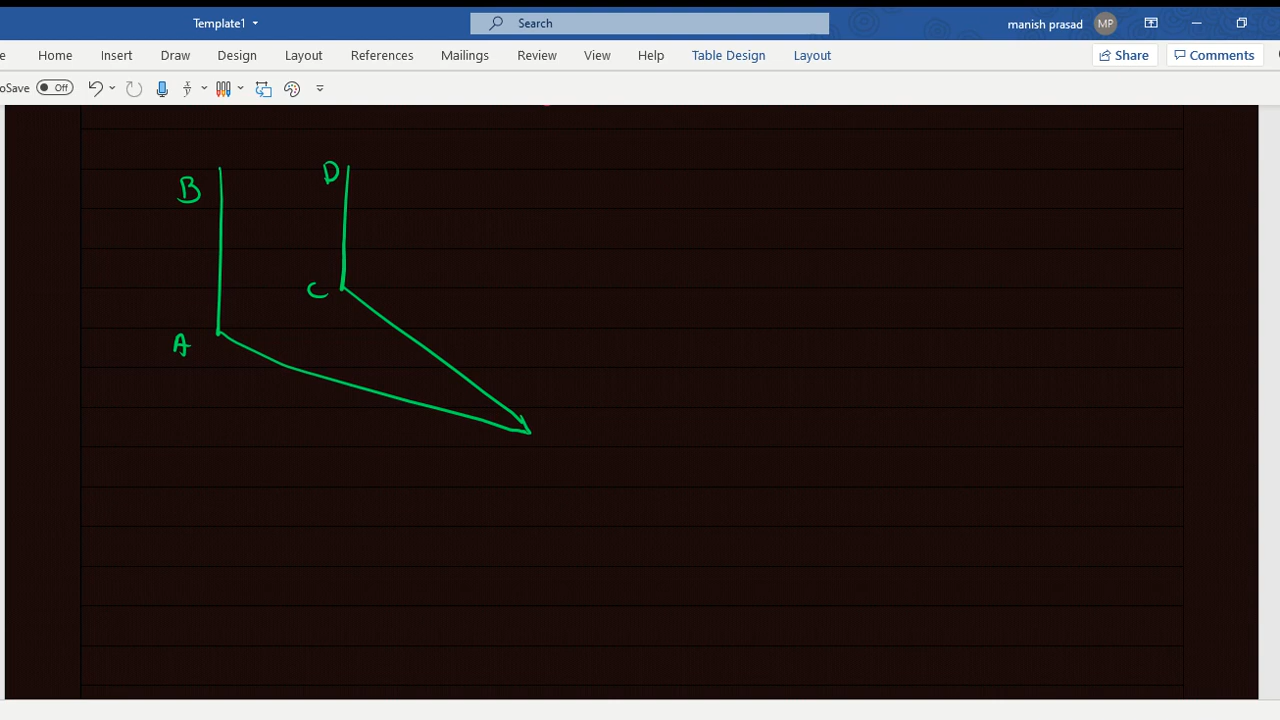 Template1
Search
manish prasad
MP
e Home Insert Draw Design Layout References Mailings Review View Help Table Design Layout Share Comments
oSave Off
B D
C
A